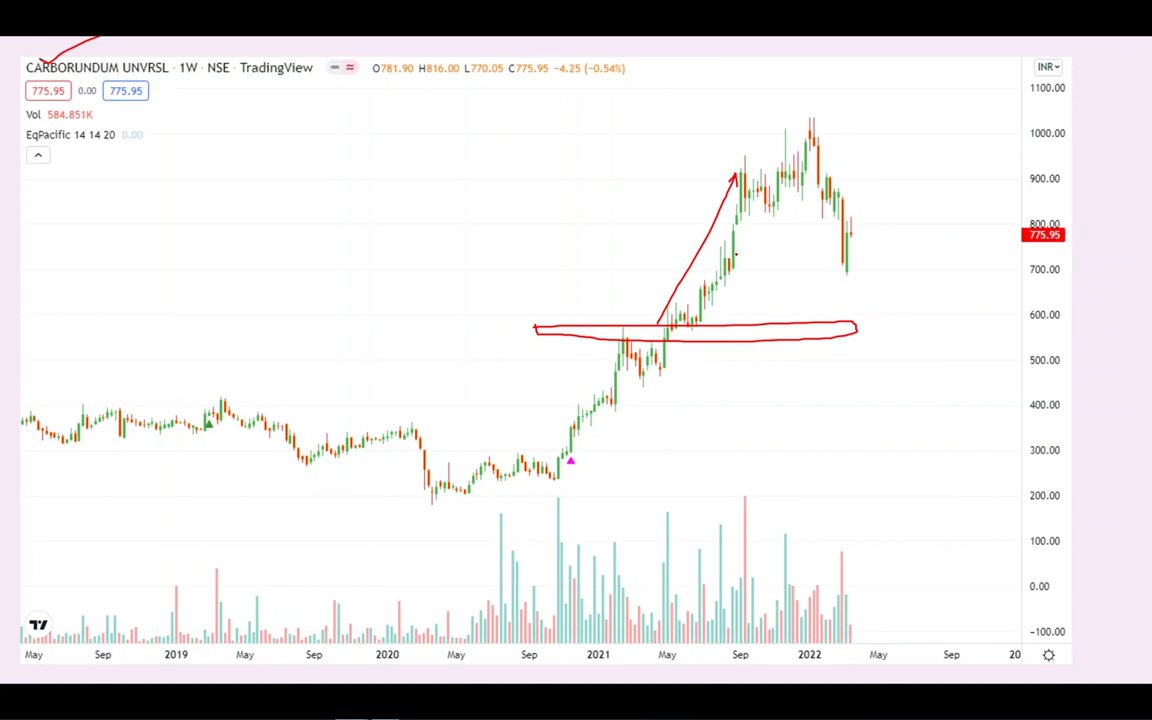 CARBORUNDUM UNVRSL · 1W · NSE · TradingView O781.90 H816.00 L770.05 C775.95 −4.25 (−0.54%) INR
775.95 0.00 775.95
Vol 584.851K
EqPacific 14 14 20 0.00
1100.00
1000.00
900.00
800.00
775.95
700.00
600.00
500.00
400.00
300.00
200.00
100.00
0.00
−100.00
May Sep 2019 May Sep 2020 May Sep 2021 May Sep 2022 May Sep 20